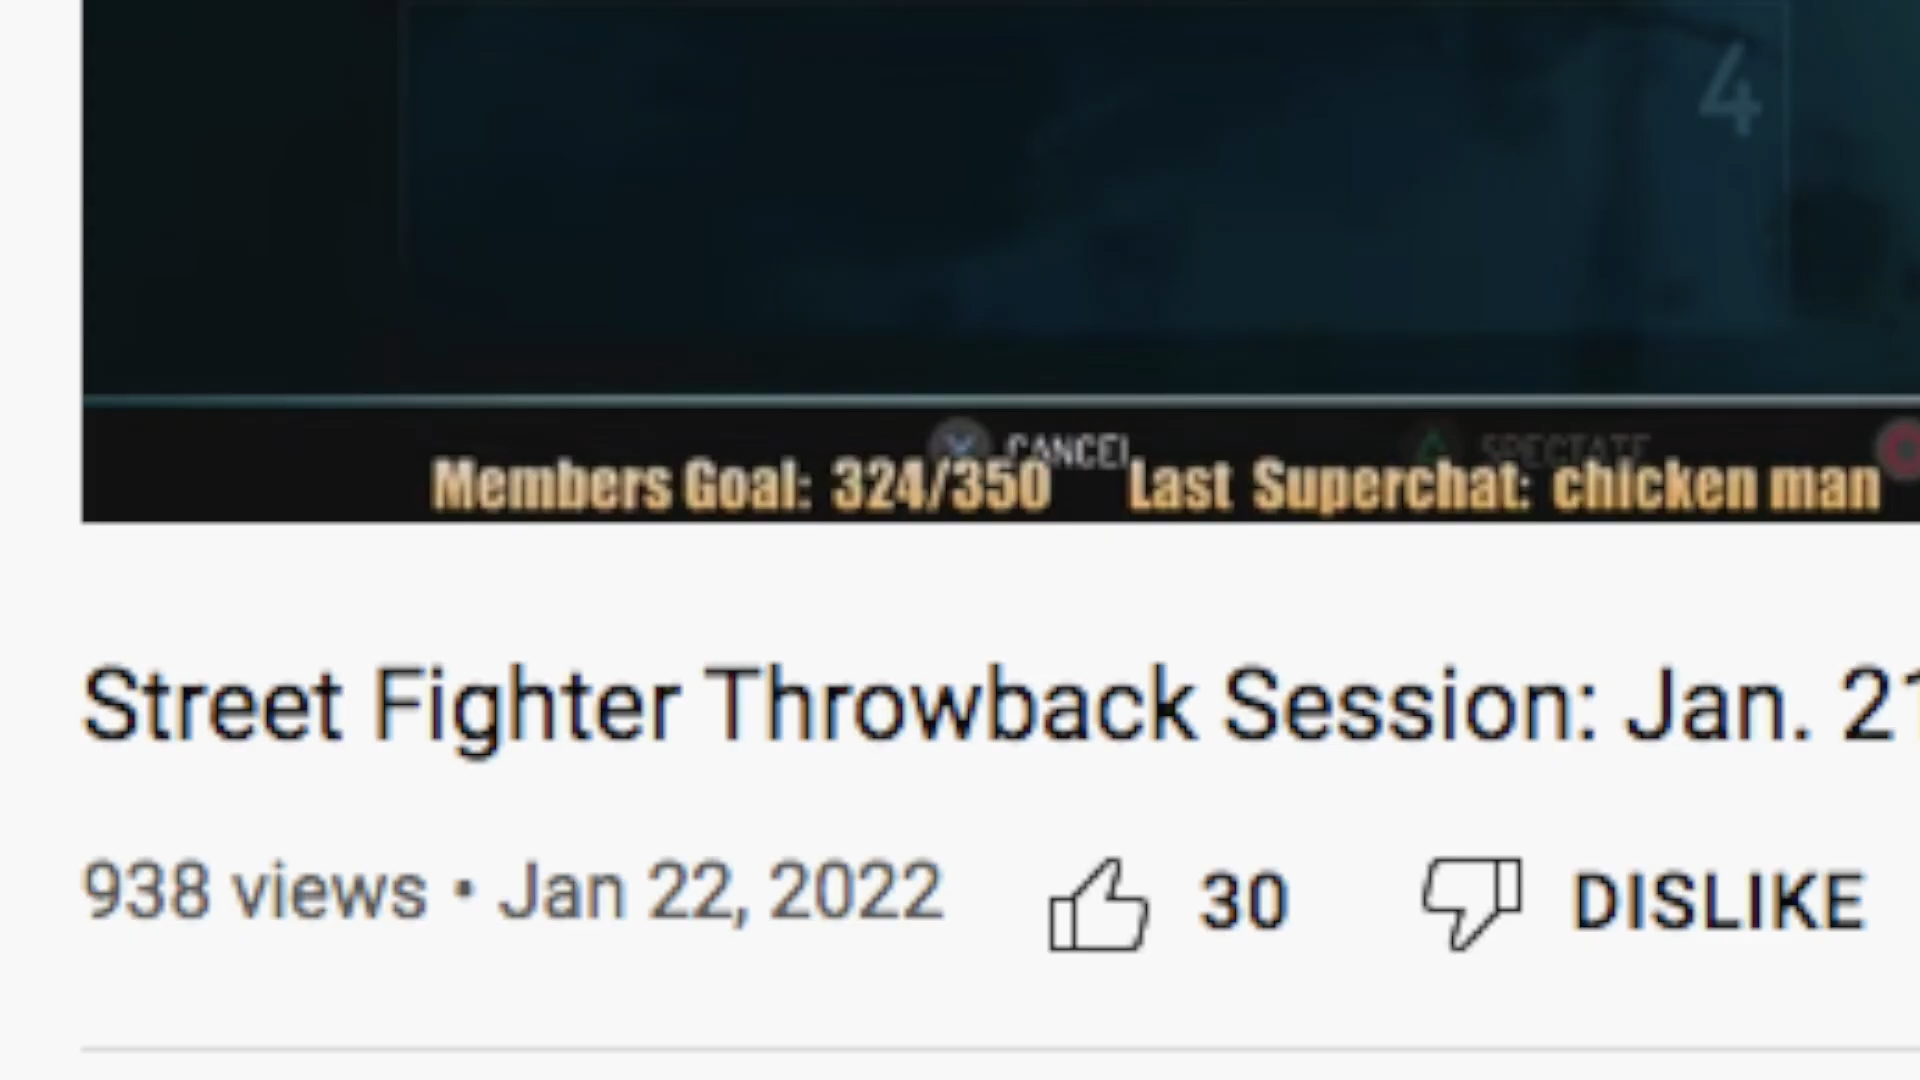 4
CANCEL SPECTATE
Members Goal: 324/350 Last Superchat: chicken man
Street Fighter Throwback Session: Jan. 21
938 views • Jan 22, 2022 30 DISLIKE